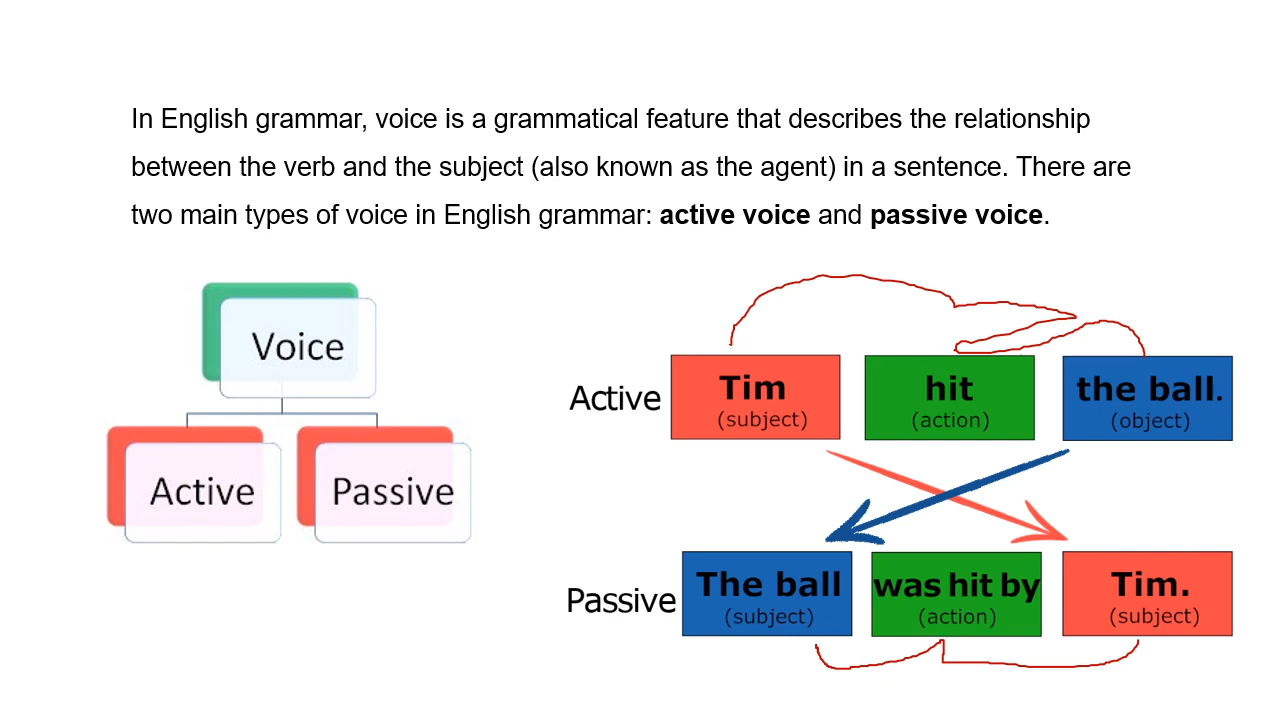 In English grammar, voice is a grammatical feature that describes the relationship
between the verb and the subject (also known as the agent) in a sentence. There are
two main types of voice in English grammar: active voice and passive voice.
Voice
Active
Passive
Active
Tim
(subject)
hit
(action)
the ball.
(object)
Passive
The ball
(subject)
was hit by
(action)
Tim.
(subject)